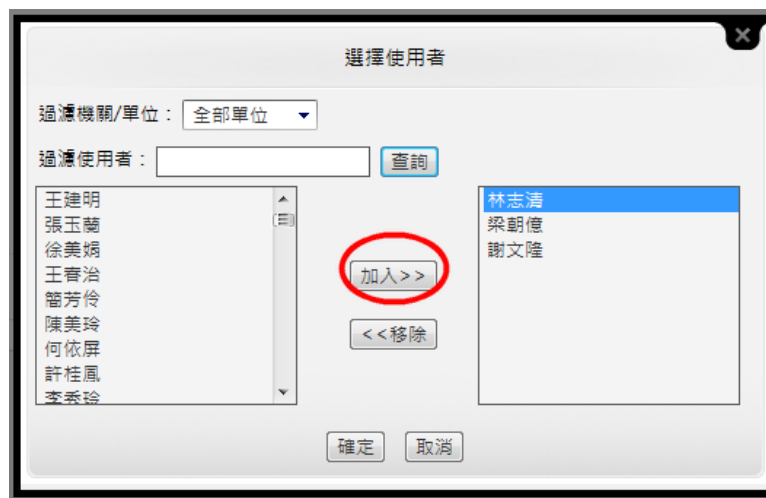 選擇使用者
過濾機關/單位： 全部單位
過濾使用者： 查詢
王建明
張玉蘭
徐美娟
王春治
簡芳伶
陳美玲
何依屏
許桂鳳
李秀玲
加入>>
<<移除
林志清
梁朝億
謝文隆
確定 取消